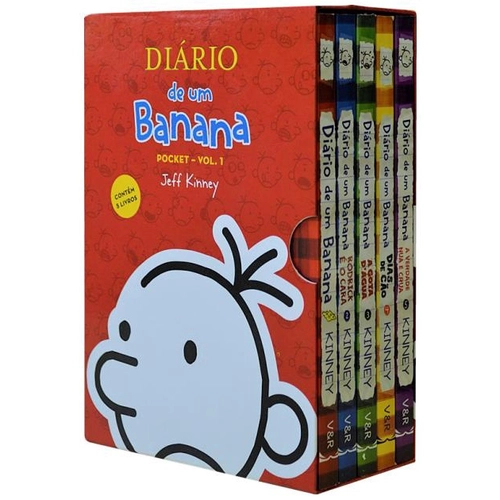 DIÁRIO
de um
Banana
POCKET - VOL. 1
Jeff Kinney
CONTÉM
5 LIVROS
Diário de um Banana
KINNEY
V&R
Diário de um Banana
RODRICK
É O CARA
2
KINNEY
V&R
Diário de um Banana
A GOTA
D'ÁGUA
3
KINNEY
V&R
Diário de um Banana
DIAS
DE CÃO
4
KINNEY
V&R
Diário de um Banana
A VERDADE
NUA E CRUA
5
KINNEY
V&R